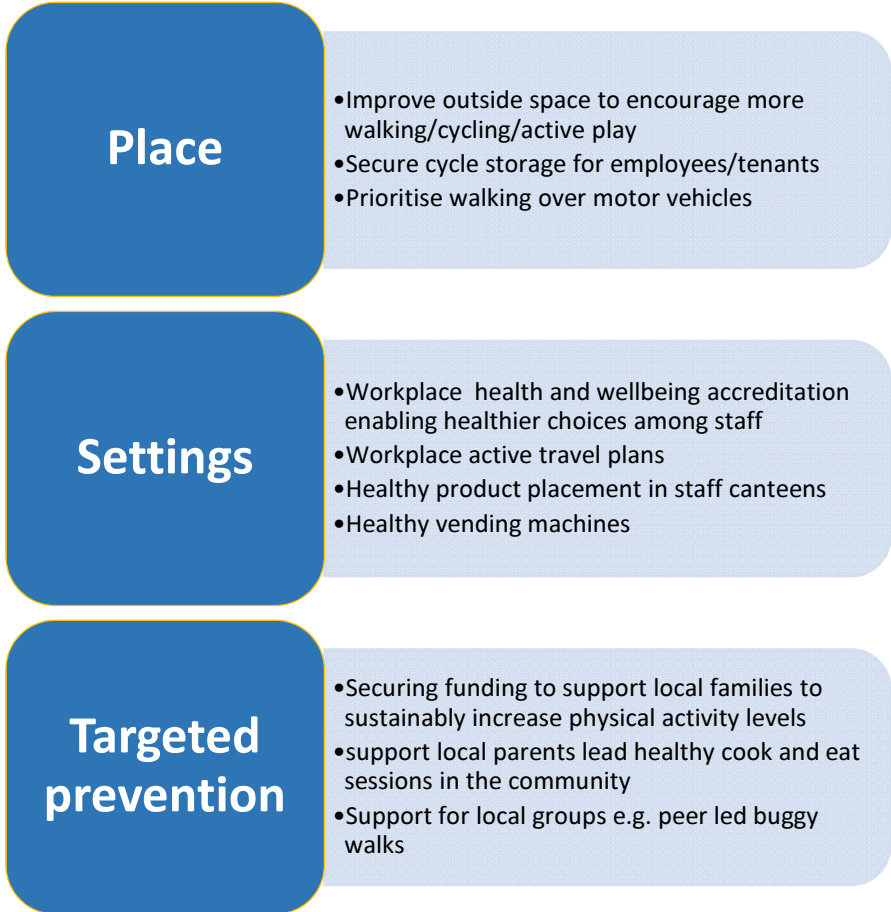 Place
•Improve outside space to encourage more
walking/cycling/active play
•Secure cycle storage for employees/tenants
•Prioritise walking over motor vehicles
Settings
•Workplace  health and wellbeing accreditation
enabling healthier choices among staff
•Workplace active travel plans
•Healthy product placement in staff canteens
•Healthy vending machines
Targeted
prevention
•Securing funding to support local families to
sustainably increase physical activity levels
•support local parents lead healthy cook and eat
sessions in the community
•Support for local groups e.g. peer led buggy
walks